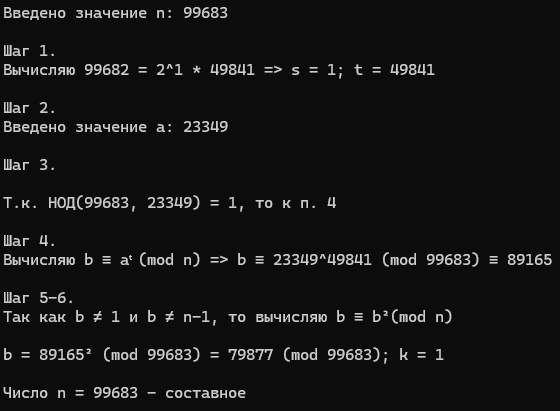 Введено значение n: 99683
Шаг 1.
Вычисляю 99682 = 2^1 * 49841 => s = 1; t = 49841
Шаг 2.
Введено значение a: 23349
Шаг 3.
Т.к. НОД(99683, 23349) = 1, то к п. 4
Шаг 4.
Вычисляю b ≡ aᵗ (mod n) => b ≡ 23349^49841 (mod 99683) ≡ 89165
Шаг 5-6.
Так как b ≠ 1 и b ≠ n-1, то вычисляю b ≡ b²(mod n)
b = 89165² (mod 99683) = 79877 (mod 99683); k = 1
Число n = 99683 - составное